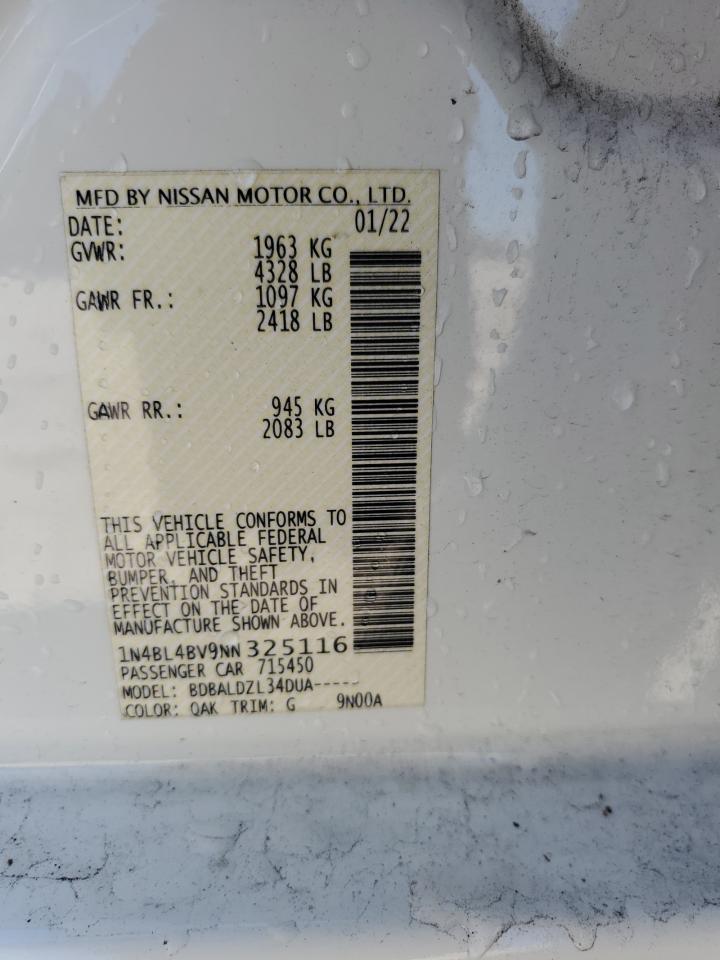 MFD BY NISSAN MOTOR CO., LTD.
DATE: 01/22
GVWR: 1963 KG
4328 LB
GAWR FR.: 1097 KG
2418 LB
GAWR RR.: 945 KG
2083 LB
THIS VEHICLE CONFORMS TO
ALL APPLICABLE FEDERAL
MOTOR VEHICLE SAFETY,
BUMPER, AND THEFT
PREVENTION STANDARDS IN
EFFECT ON THE DATE OF
MANUFACTURE SHOWN ABOVE.
1N4BL4BV9NN325116
PASSENGER CAR 715450
MODEL: BDBALDZL34DUA-----
COLOR: QAK TRIM: G 9N00A